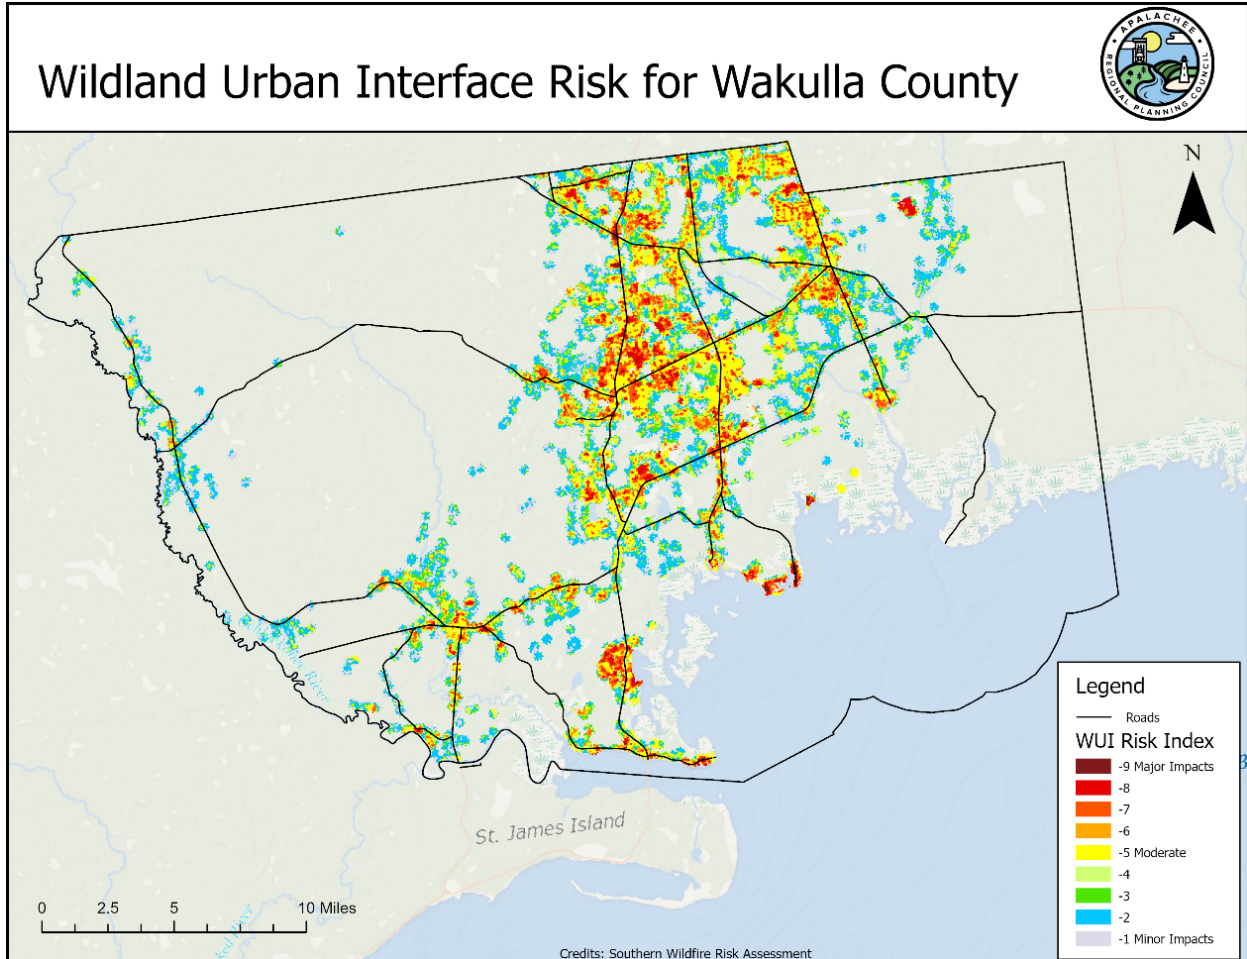 Wildland Urban Interface Risk for Wakulla County
APALACHEE
REGIONAL PLANNING COUNCIL
N
St. James Island
River
Legend
Roads
WUI Risk Index
-9 Major Impacts
-8
-7
-6
-5 Moderate
-4
-3
-2
-1 Minor Impacts
0 2.5 5 10 Miles
River
Credits: Southern Wildfire Risk Assessment